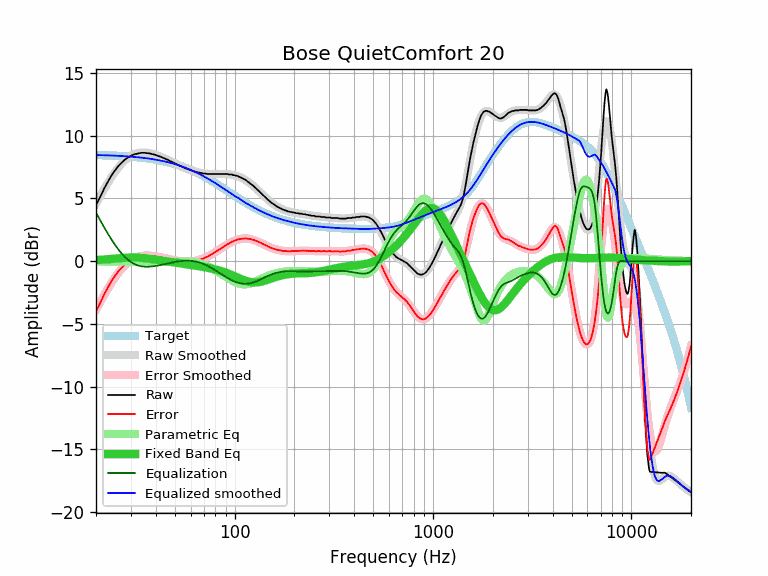 Bose QuietComfort 20
15
10
5
0
−5
−10
−15
−20
Amplitude (dBr)
Target
Raw Smoothed
Error Smoothed
Raw
Error
Parametric Eq
Fixed Band Eq
Equalization
Equalized smoothed
100
1000
10000
Frequency (Hz)